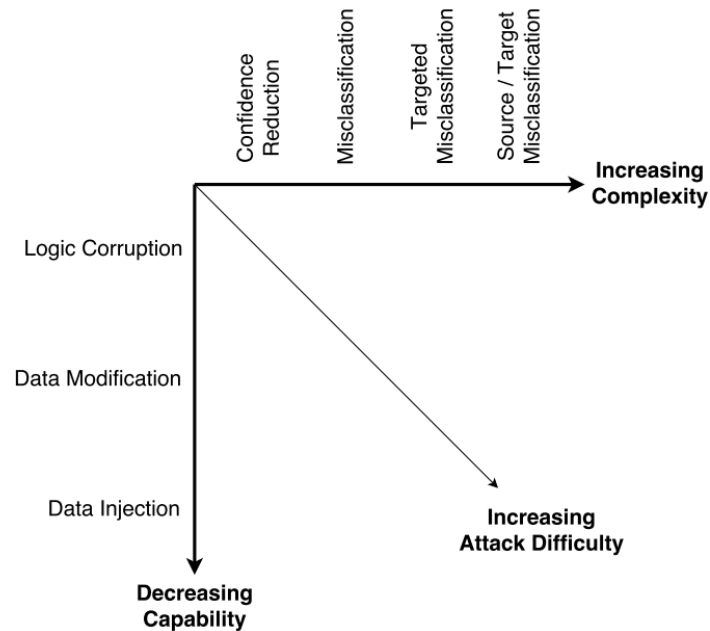 Confidence
Reduction
Misclassification
Targeted
Misclassification
Source / Target
Misclassification
Increasing
Complexity
Logic Corruption
Data Modification
Data Injection
Increasing
Attack Difficulty
Decreasing
Capability